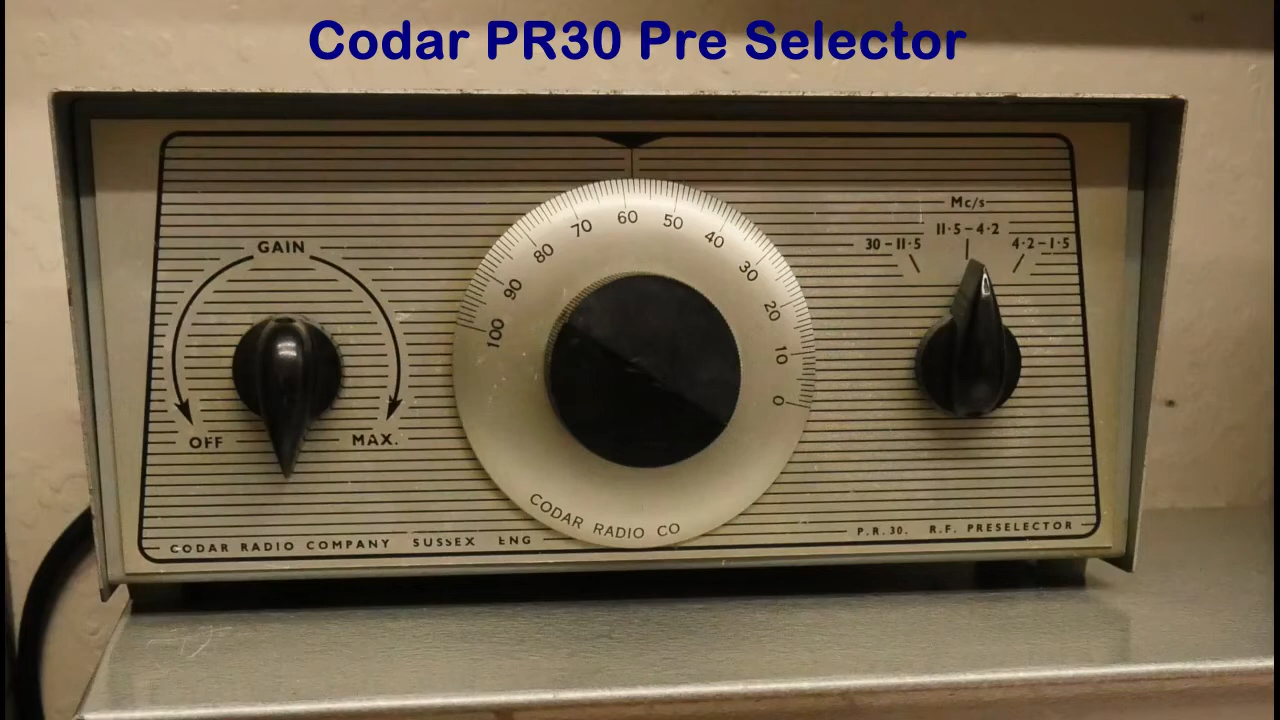 Codar PR30 Pre Selector
GAIN
OFF
MAX.
100 90 80 70 60 50 40 30 20 10 0
CODAR RADIO CO
Mc/s
30-11·5
11·5-4·2
4·2-1·5
CODAR RADIO COMPANY SUSSEX ENG
P.R.30. R.F. PRESELECTOR